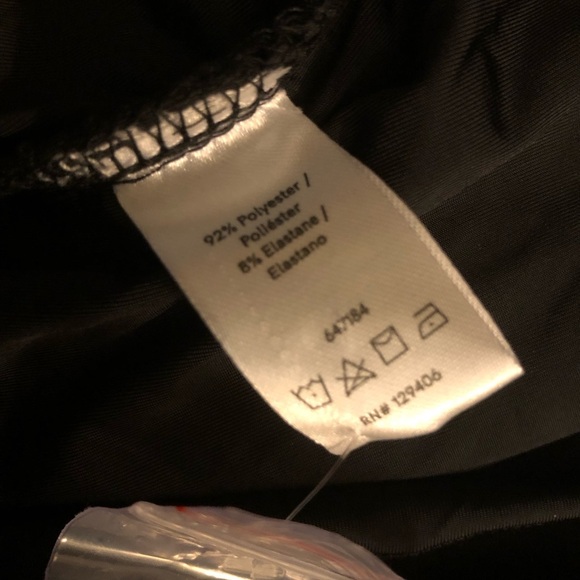 92% Polyester /
Poliéster
8% Elastane /
Elastano
647184
RN# 129406